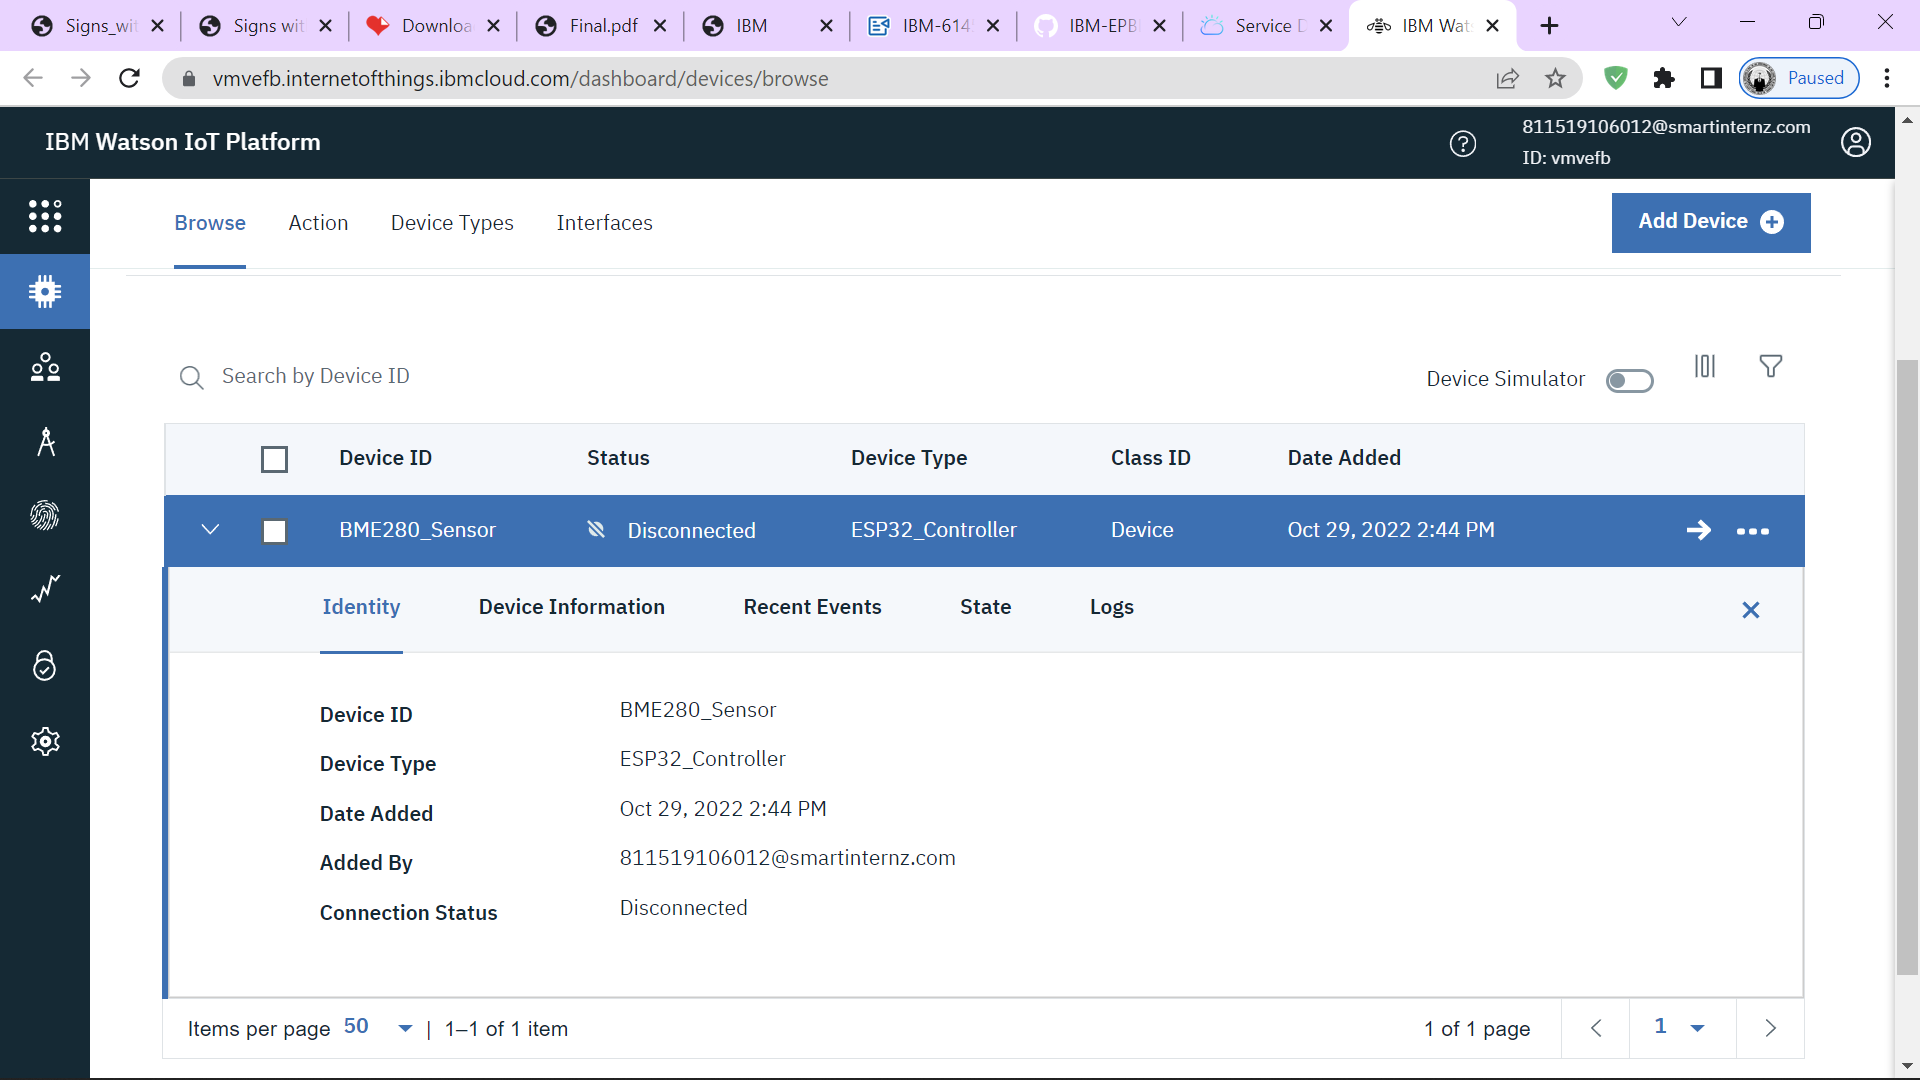 Signs_wit Signs wit Downloa Final.pdf IBM IBM-614 IBM-EPB Service D IBM Wat
vmvefb.internetofthings.ibmcloud.com/dashboard/devices/browse Paused
IBM Watson IoT Platform
811519106012@smartinternz.com
ID: vmvefb
Browse Action Device Types Interfaces Add Device
Search by Device ID Device Simulator
Device ID Status Device Type Class ID Date Added
BME280_Sensor Disconnected ESP32_Controller Device Oct 29, 2022 2:44 PM
Identity Device Information Recent Events State Logs
Device ID BME280_Sensor
Device Type ESP32_Controller
Date Added Oct 29, 2022 2:44 PM
Added By 811519106012@smartinternz.com
Connection Status Disconnected
Items per page 50 | 1–1 of 1 item 1 of 1 page 1